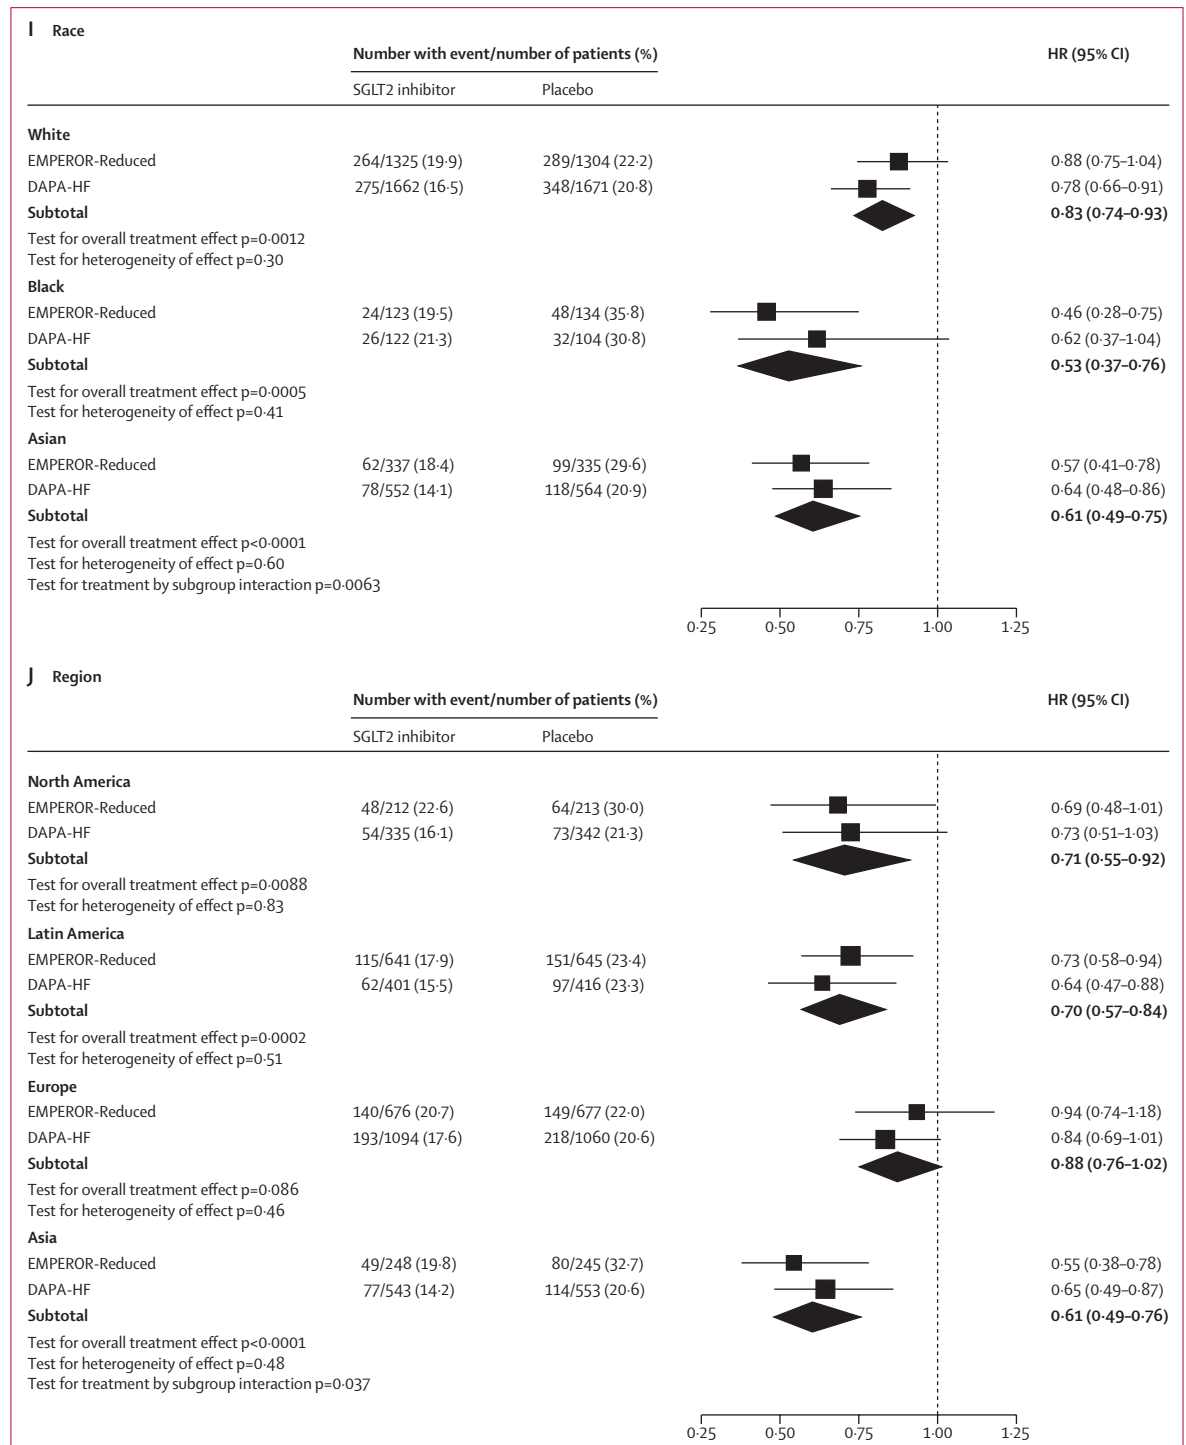 I Race
Number with event/number of patients (%) HR (95% CI)
SGLT2 inhibitor Placebo
White
EMPEROR-Reduced 264/1325 (19·9) 289/1304 (22·2) 0·88 (0·75–1·04)
DAPA-HF 275/1662 (16·5) 348/1671 (20·8) 0·78 (0·66–0·91)
Subtotal 0·83 (0·74–0·93)
Test for overall treatment effect p=0·0012
Test for heterogeneity of effect p=0·30
Black
EMPEROR-Reduced 24/123 (19·5) 48/134 (35·8) 0·46 (0·28–0·75)
DAPA-HF 26/122 (21·3) 32/104 (30·8) 0·62 (0·37–1·04)
Subtotal 0·53 (0·37–0·76)
Test for overall treatment effect p=0·0005
Test for heterogeneity of effect p=0·41
Asian
EMPEROR-Reduced 62/337 (18·4) 99/335 (29·6) 0·57 (0·41–0·78)
DAPA-HF 78/552 (14·1) 118/564 (20·9) 0·64 (0·48–0·86)
Subtotal 0·61 (0·49–0·75)
Test for overall treatment effect p<0·0001
Test for heterogeneity of effect p=0·60
Test for treatment by subgroup interaction p=0·0063
0·25 0·50 0·75 1·00 1·25
J Region
Number with event/number of patients (%) HR (95% CI)
SGLT2 inhibitor Placebo
North America
EMPEROR-Reduced 48/212 (22·6) 64/213 (30·0) 0·69 (0·48–1·01)
DAPA-HF 54/335 (16·1) 73/342 (21·3) 0·73 (0·51–1·03)
Subtotal 0·71 (0·55–0·92)
Test for overall treatment effect p=0·0088
Test for heterogeneity of effect p=0·83
Latin America
EMPEROR-Reduced 115/641 (17·9) 151/645 (23·4) 0·73 (0·58–0·94)
DAPA-HF 62/401 (15·5) 97/416 (23·3) 0·64 (0·47–0·88)
Subtotal 0·70 (0·57–0·84)
Test for overall treatment effect p=0·0002
Test for heterogeneity of effect p=0·51
Europe
EMPEROR-Reduced 140/676 (20·7) 149/677 (22·0) 0·94 (0·74–1·18)
DAPA-HF 193/1094 (17·6) 218/1060 (20·6) 0·84 (0·69–1·01)
Subtotal 0·88 (0·76–1·02)
Test for overall treatment effect p=0·086
Test for heterogeneity of effect p=0·46
Asia
EMPEROR-Reduced 49/248 (19·8) 80/245 (32·7) 0·55 (0·38–0·78)
DAPA-HF 77/543 (14·2) 114/553 (20·6) 0·65 (0·49–0·87)
Subtotal 0·61 (0·49–0·76)
Test for overall treatment effect p<0·0001
Test for heterogeneity of effect p=0·48
Test for treatment by subgroup interaction p=0·037
0·25 0·50 0·75 1·00 1·25